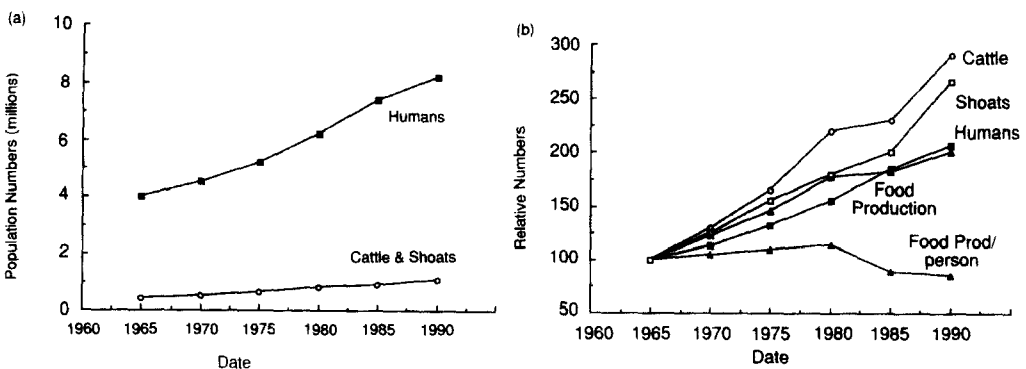 (a)
10
8
6
4
2
0
Population Numbers (millions)
Humans
Cattle & Shoats
1960 1965 1970 1975 1980 1985 1990
Date
(b)
300
250
200
150
100
50
Relative Numbers
Cattle
Shoats
Humans
Food
Production
Food Prod/
person
1960 1965 1970 1975 1980 1985 1990
Date